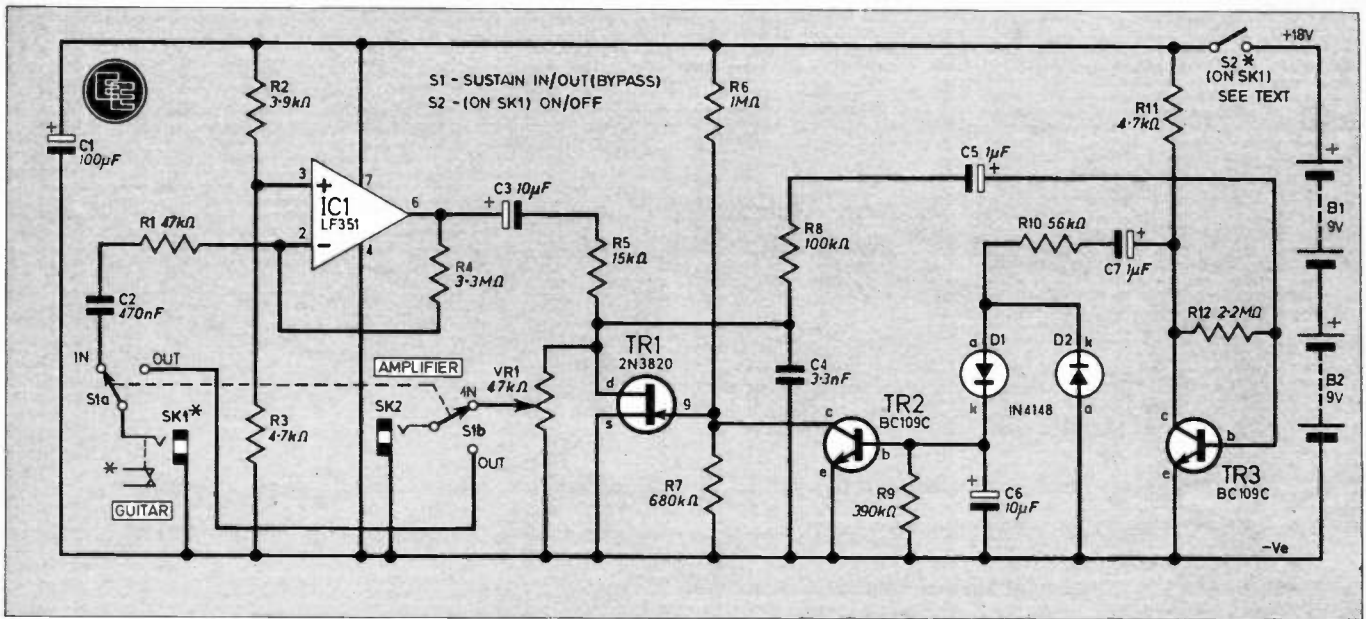 S1 - SUSTAIN IN/OUT (BYPASS)
S2 - (ON SK1) ON/OFF
+18V
S2 *
(ON SK1)
SEE TEXT
R2
3·9kΩ
R6
1MΩ
R11
4·7kΩ
+
C1
100µF
3
+
7
IC1
LF351
2
-
4
6
+
C3 10µF
C5 1µF
+
R1 47kΩ
R5
15kΩ
R8
100kΩ
R10 56kΩ
+
C7 1µF
+
B1
9V
R4
3·3MΩ
C2
470nF
R12 2·2MΩ
IN
OUT
S1a
SK1*
*
GUITAR
AMPLIFIER
VR1
47kΩ
IN
S1b
OUT
SK2
TR1
2N3820
d
s
g
C4
3·3nF
a
D1
k
D2
k
a
1N4148
+
B2
9V
R3
4·7kΩ
R7
680kΩ
TR2
BC109C
c
b
e
R9
390kΩ
+
C6
10µF
c
b
e
TR3
BC109C
-Ve